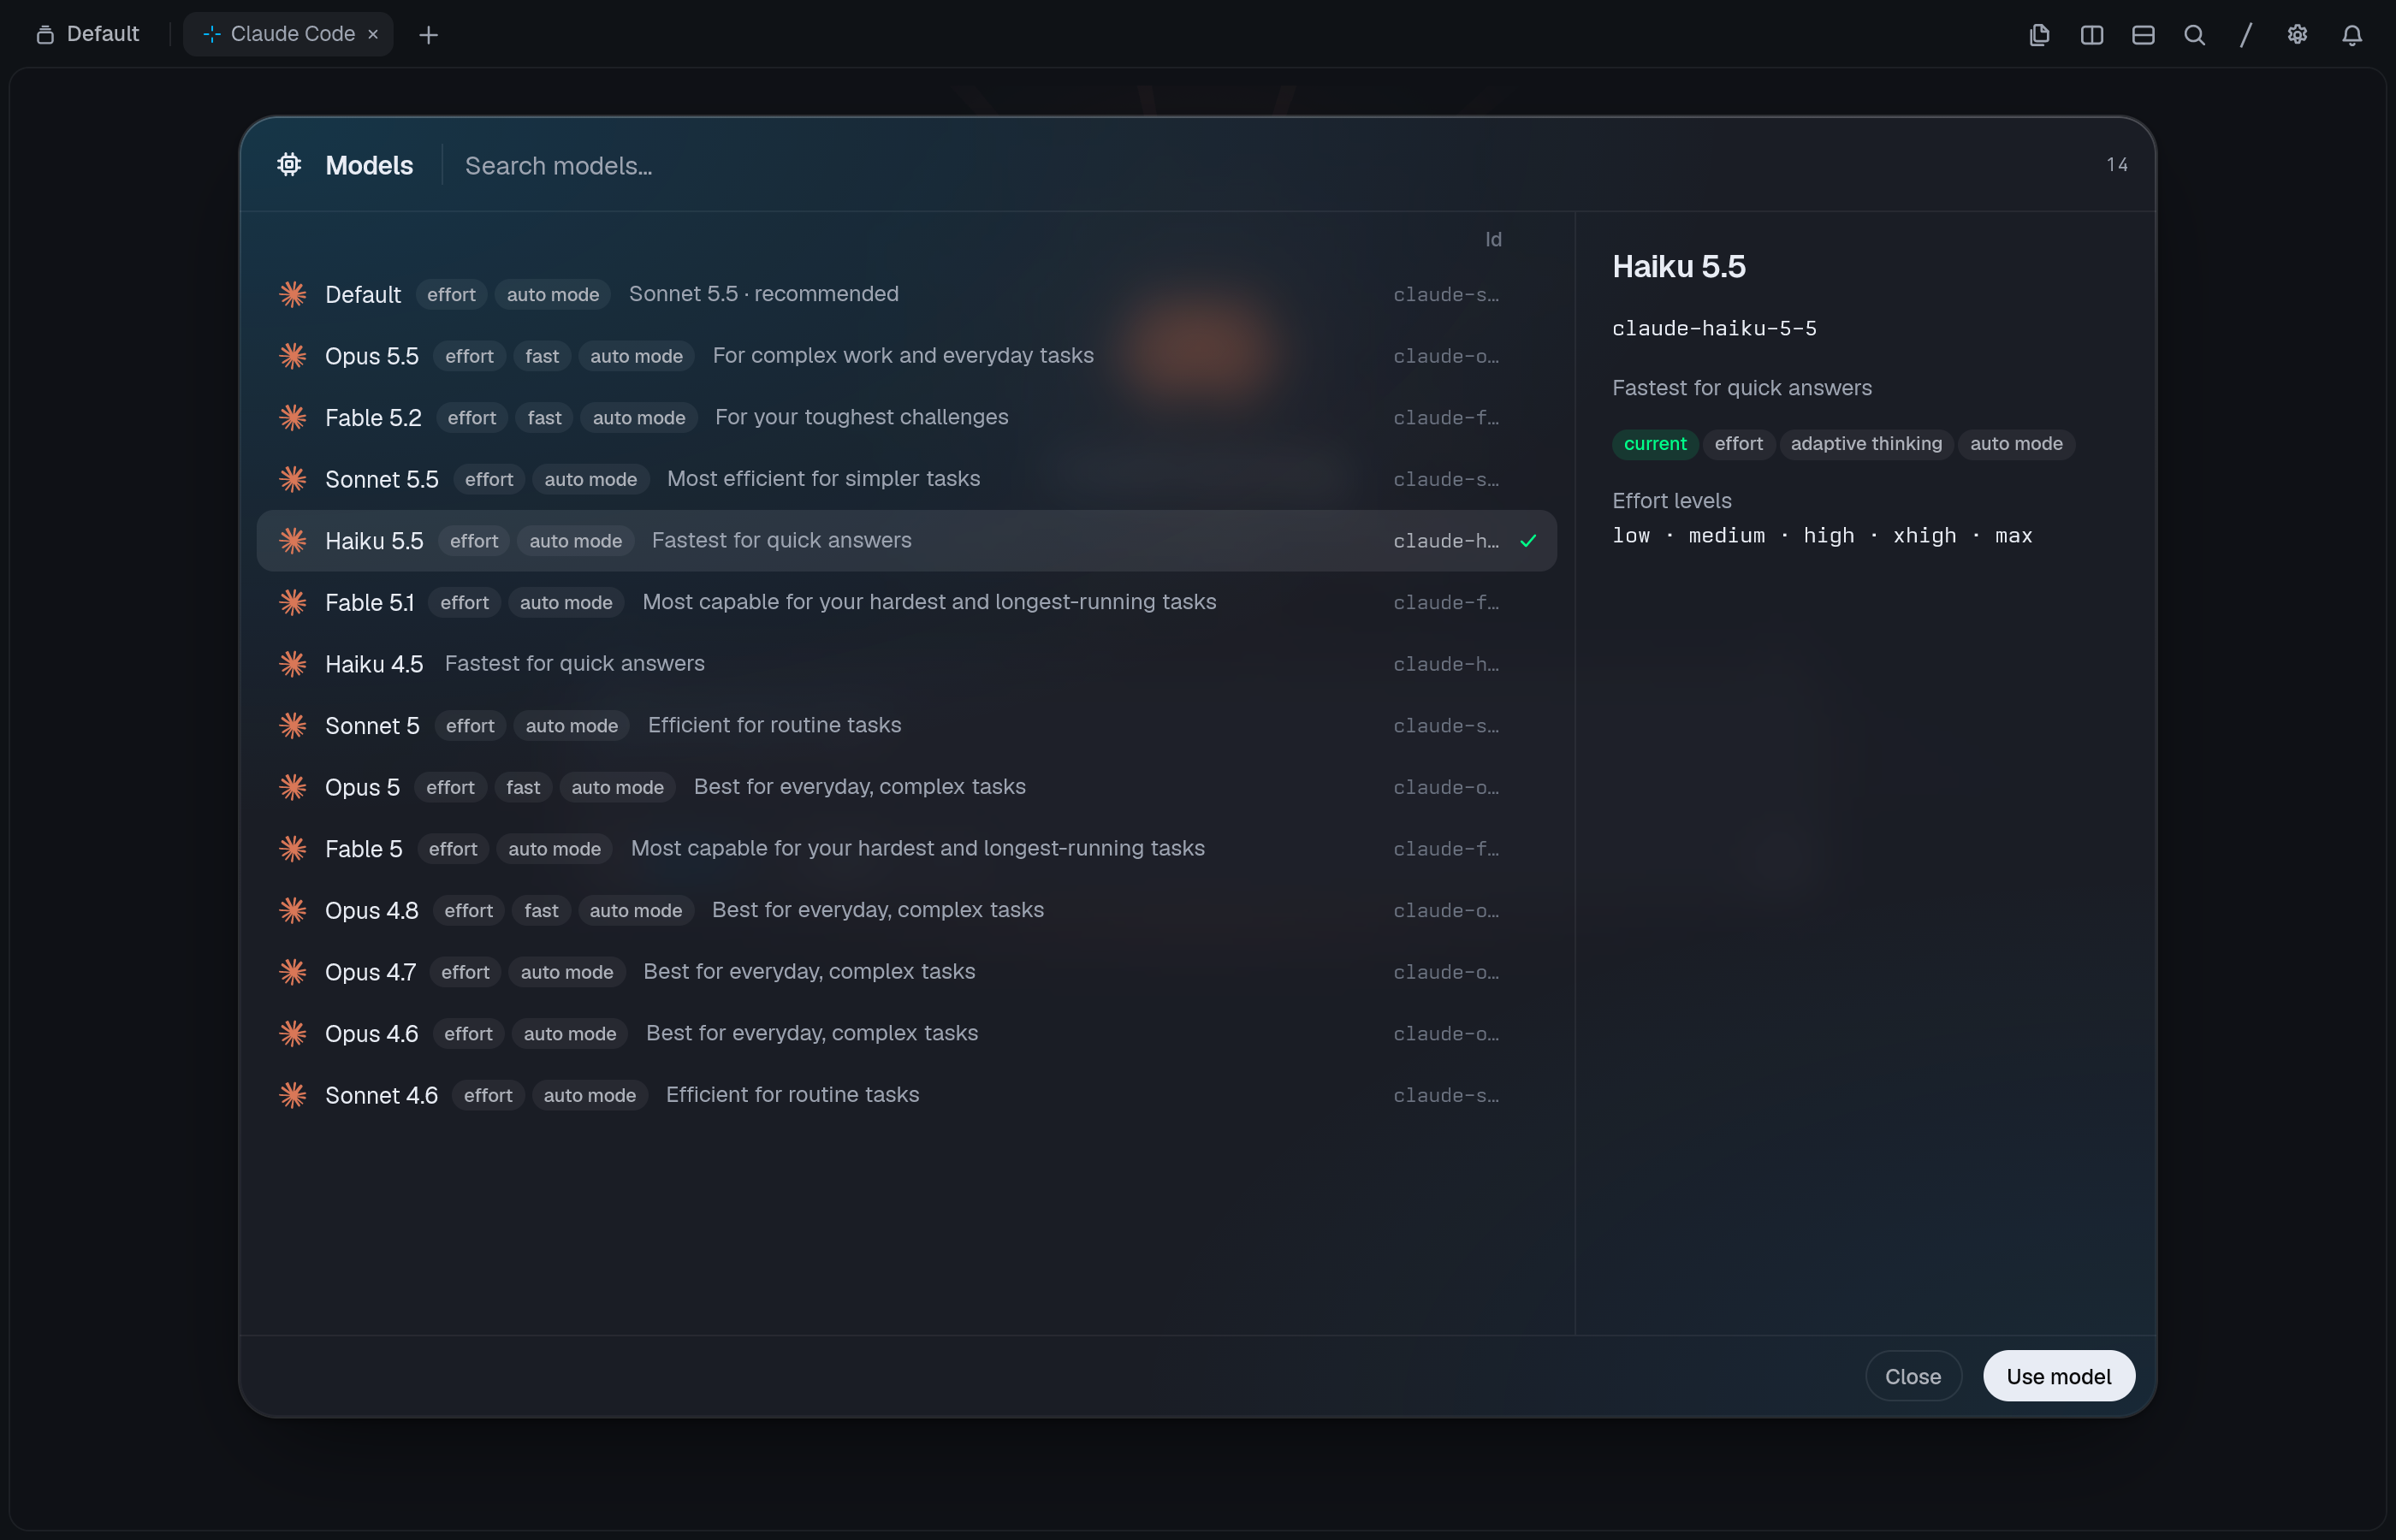 Default
Claude Code
Models
Search models…
14
Id
Default effort auto mode Sonnet 5.5 · recommended claude-s…
Opus 5.5 effort fast auto mode For complex work and everyday tasks claude-o…
Fable 5.2 effort fast auto mode For your toughest challenges claude-f…
Sonnet 5.5 effort auto mode Most efficient for simpler tasks claude-s…
Haiku 5.5 effort auto mode Fastest for quick answers claude-h…
Fable 5.1 effort auto mode Most capable for your hardest and longest-running tasks claude-f…
Haiku 4.5 Fastest for quick answers claude-h…
Sonnet 5 effort auto mode Efficient for routine tasks claude-s…
Opus 5 effort fast auto mode Best for everyday, complex tasks claude-o…
Fable 5 effort auto mode Most capable for your hardest and longest-running tasks claude-f…
Opus 4.8 effort fast auto mode Best for everyday, complex tasks claude-o…
Opus 4.7 effort auto mode Best for everyday, complex tasks claude-o…
Opus 4.6 effort auto mode Best for everyday, complex tasks claude-o…
Sonnet 4.6 effort auto mode Efficient for routine tasks claude-s…
Haiku 5.5
claude-haiku-5-5
Fastest for quick answers
current effort adaptive thinking auto mode
Effort levels
low · medium · high · xhigh · max
Close
Use model